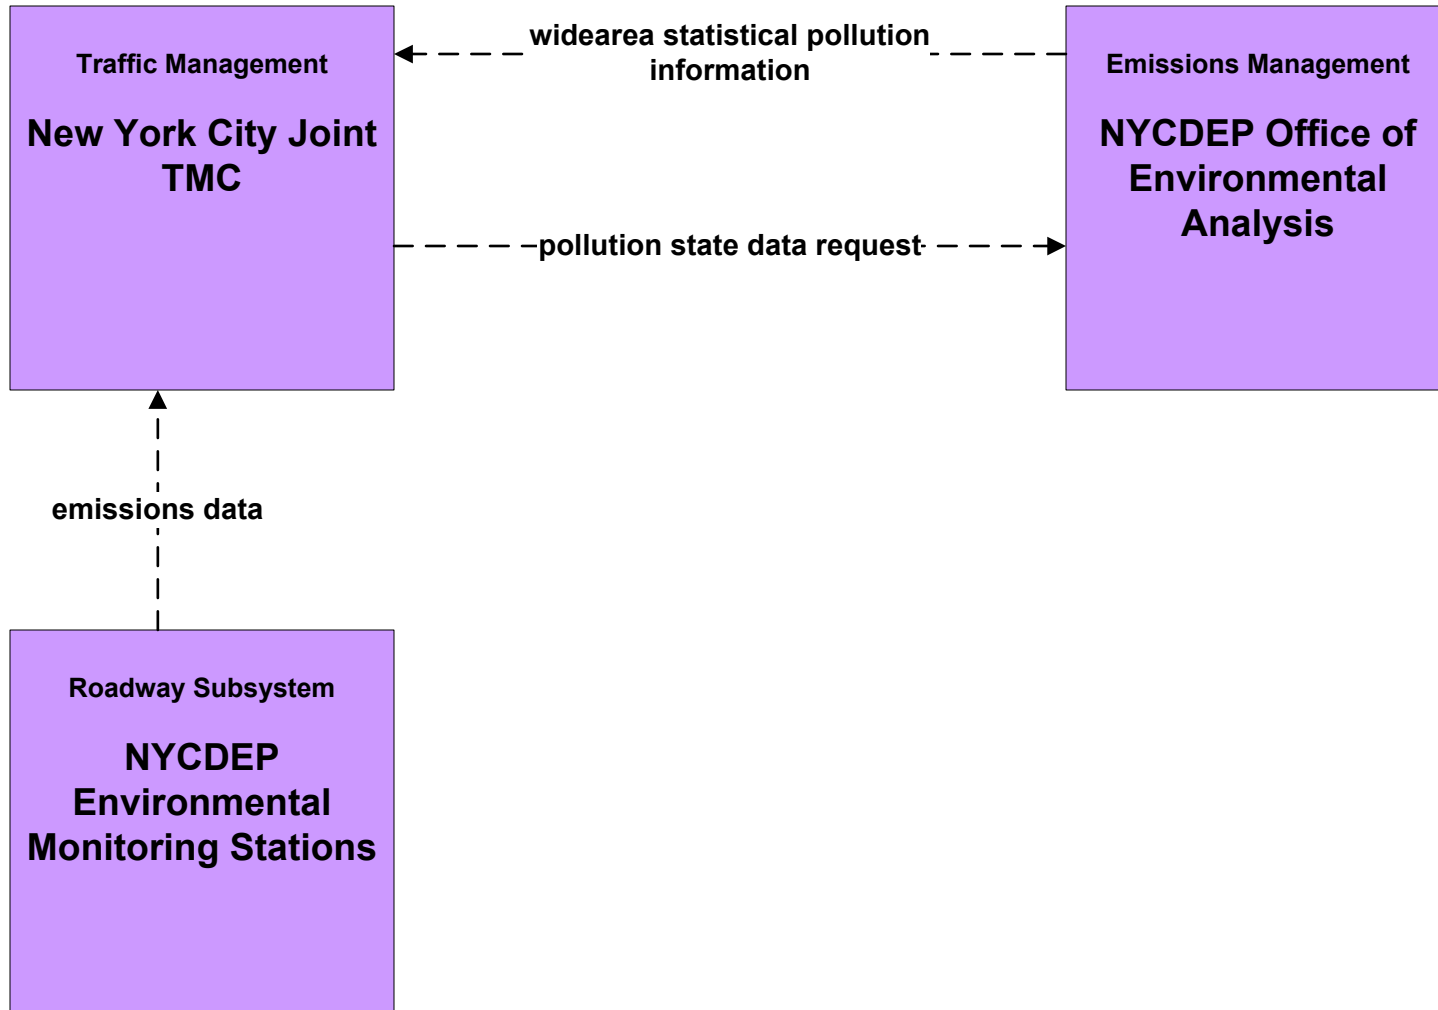 Traffic Management
New York City Joint
TMC
widearea statistical pollution
information
Emissions Management
NYCDEP Office of
Environmental
Analysis
pollution state data request
emissions data
Roadway Subsystem
NYCDEP
Environmental
Monitoring Stations